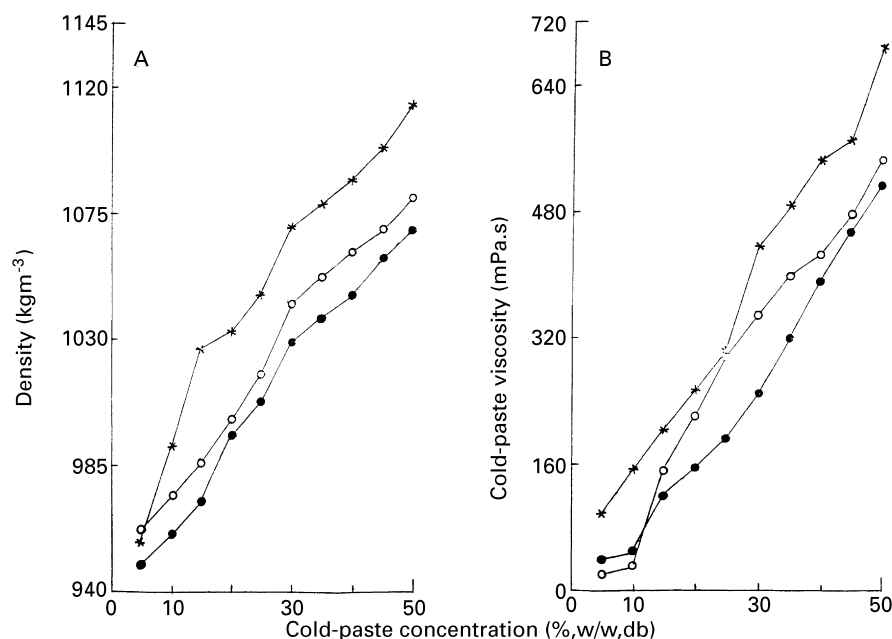 A
Density (kgm-3)
1145
1120
1075
1030
985
940
0 10 30 50
B
Cold-paste viscosity (mPa.s)
720
640
480
320
160
0
0 10 30 50
Cold-paste concentration (%,w/w,db)